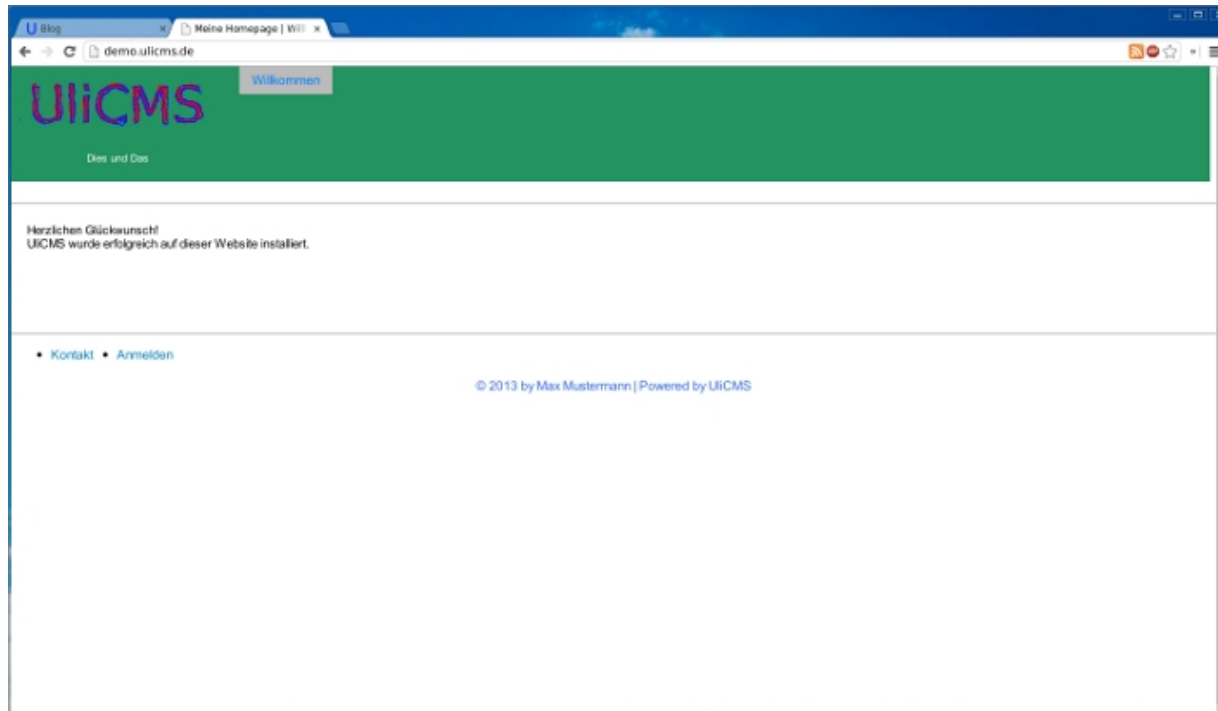 Blog
Meine Homepage | Will
demo.ulicms.de
UliCMS
Willkommen
Dies und Das
Herzlichen Glückwunsch!
UliCMS wurde erfolgreich auf dieser Website installiert.
• Kontakt • Anmelden
© 2013 by Max Mustermann | Powered by UliCMS